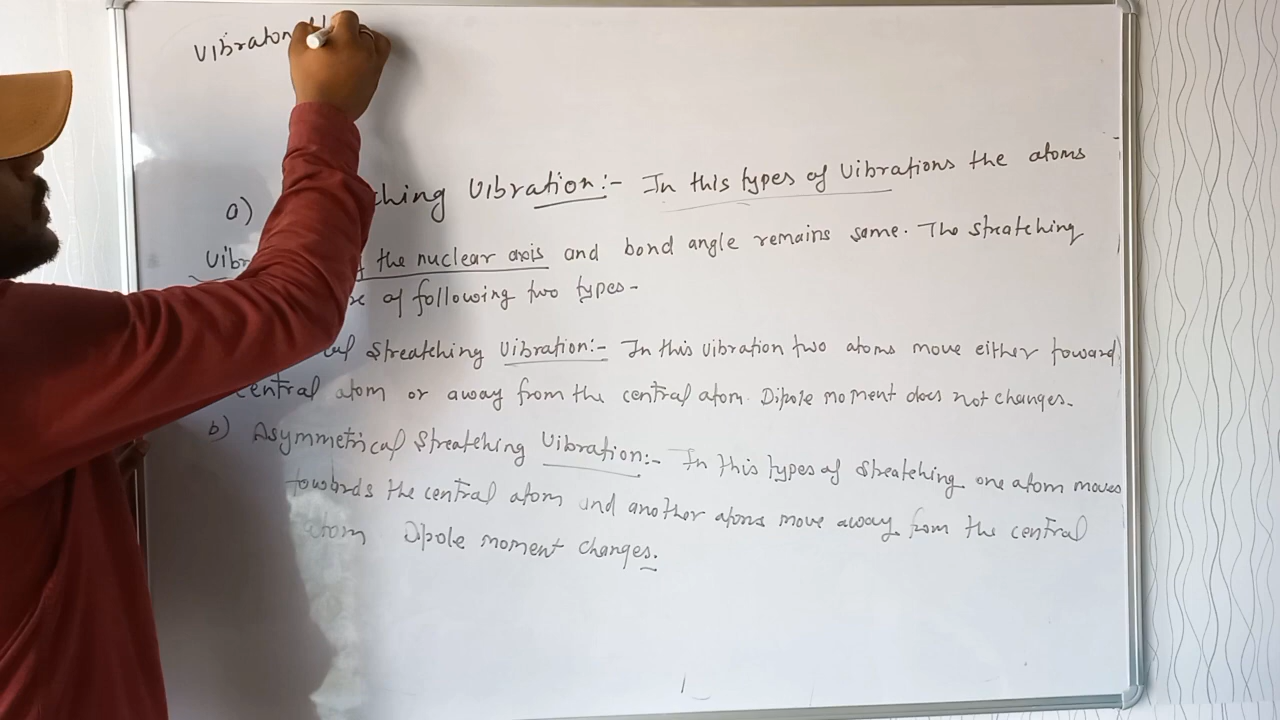 Vibration
a) ching Vibration:- In this types of Vibrations the atoms
Vibr the nuclear axis and bond angle remains same. The streatching
of following two types-
cal streatching Vibration:- In this vibration two atoms move either toward
central atom or away from the central atom. Dipole moment does not changes.
b) Asymmetrical Streatching Vibration:- In this types of streatching one atom moves
towards the central atom and another atoms move away from the central
atom Dipole moment changes.